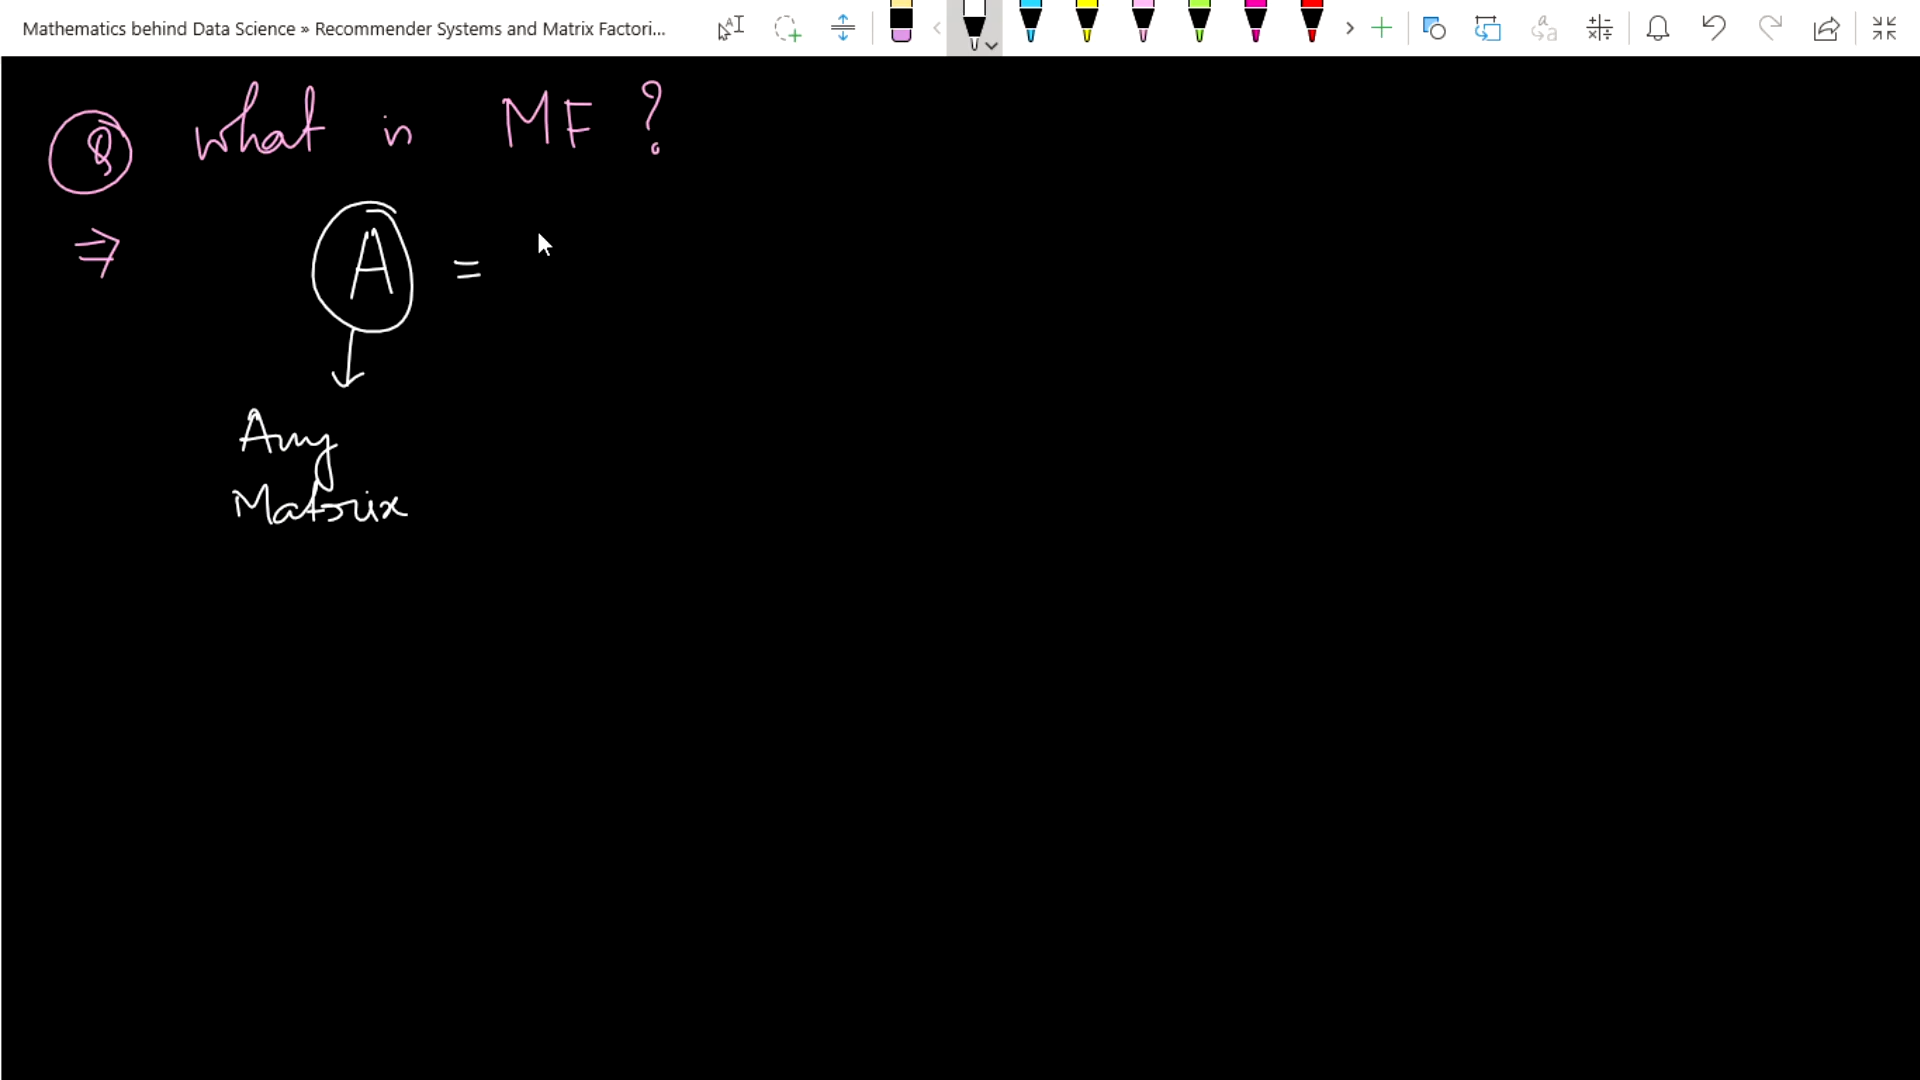 Mathematics behind Data Science » Recommender Systems and Matrix Factori...
Q What is MF ?
⇒ A =
Any
Matrix